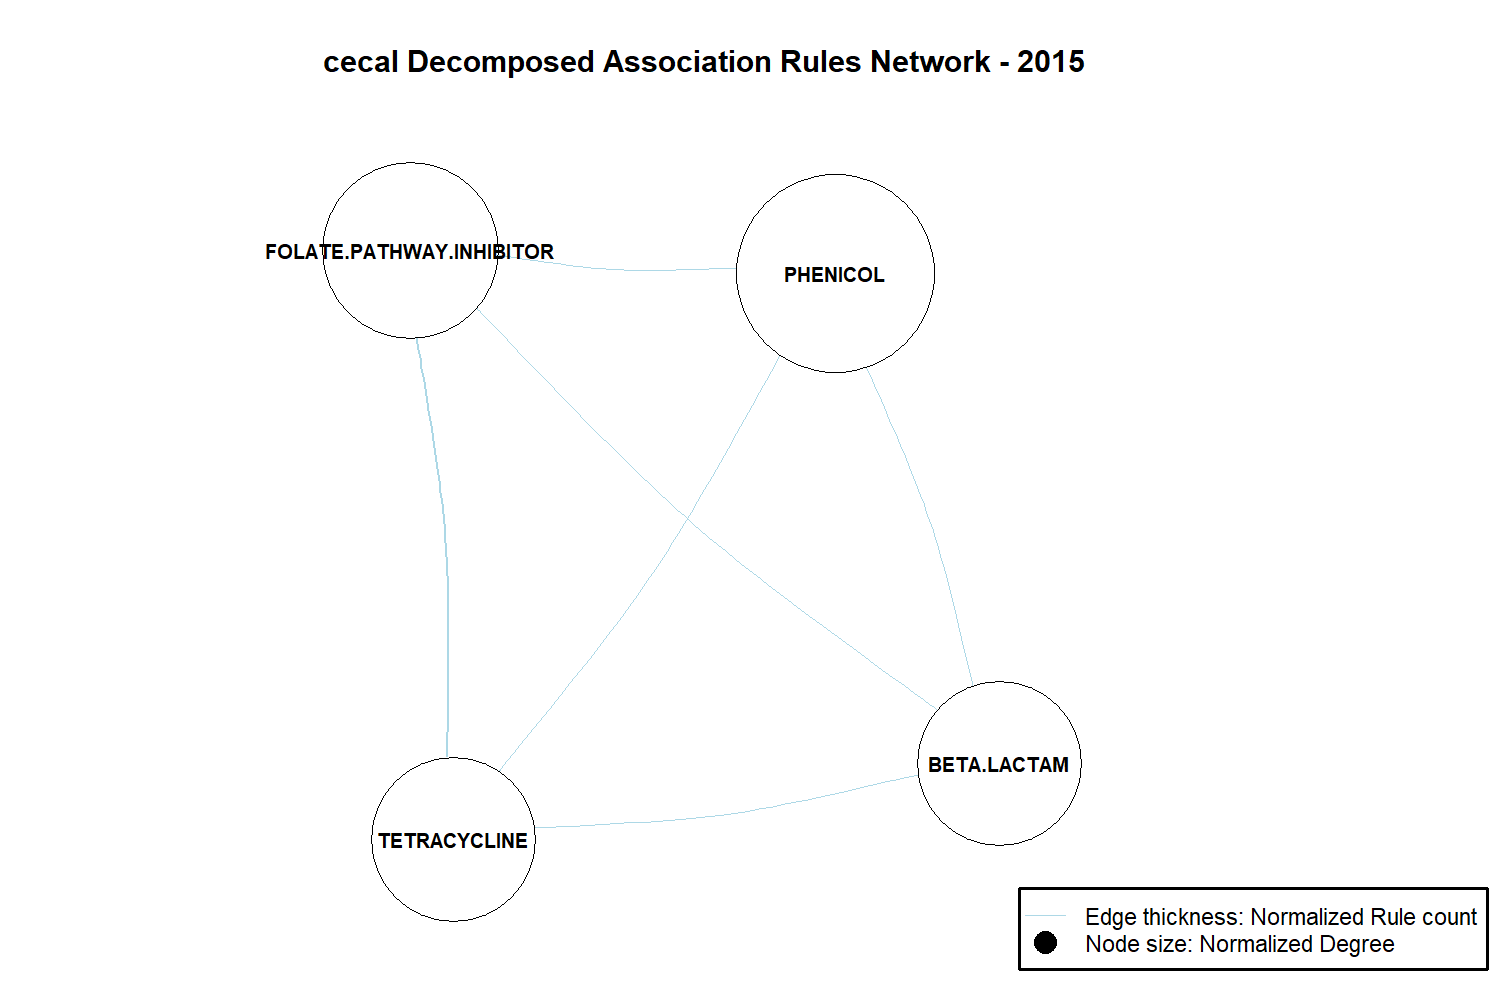 cecal Decomposed Association Rules Network - 2015
FOLATE.PATHWAY.INHIBITOR
PHENICOL
BETA.LACTAM
TETRACYCLINE
Edge thickness: Normalized Rule count
Node size: Normalized Degree